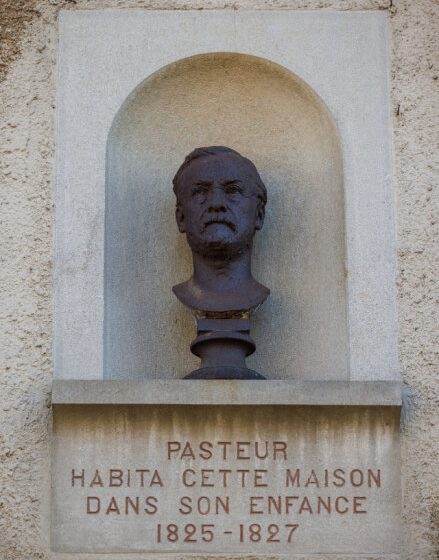 PASTEUR
HABITA CETTE MAISON
DANS SON ENFANCE
1825-1827